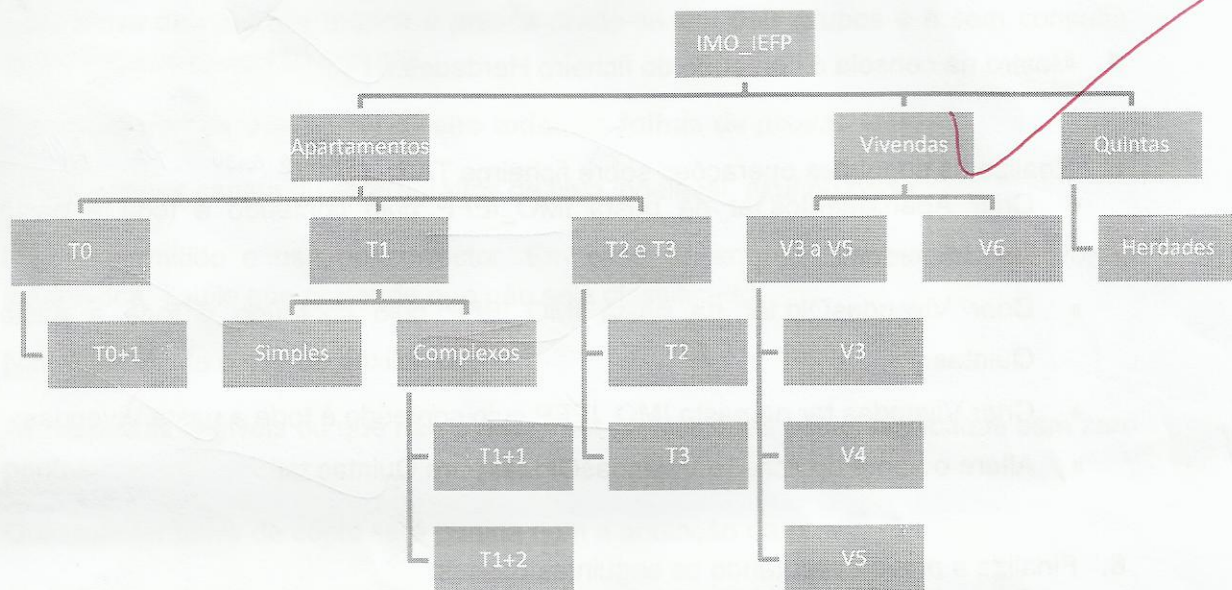 IMO_IEFP
Apartamentos
Vivendas
Quintas
T0
T1
T2 e T3
V3 a V5
V6
Herdades
T0+1
Simples
Complexos
T2
V3
T1+1
T3
V4
T1+2
V5